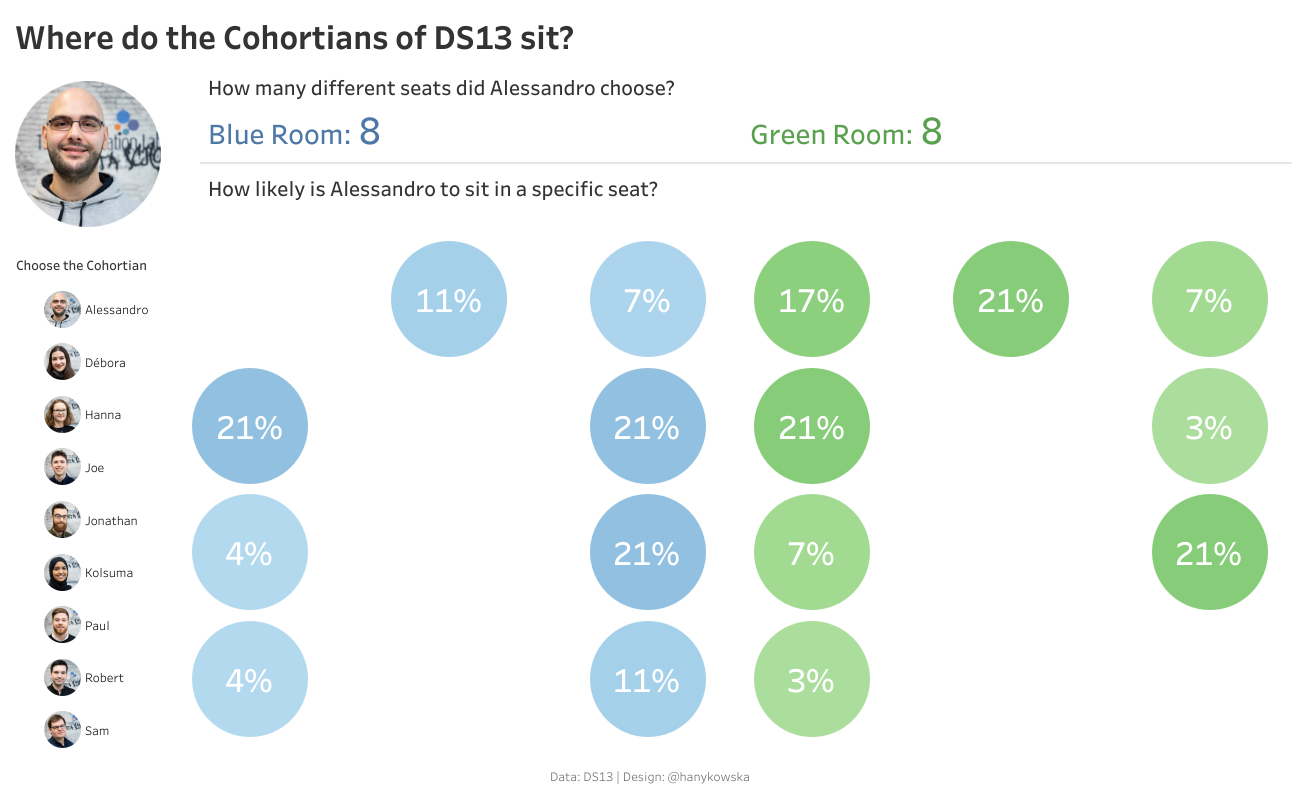 Where do the Cohortians of DS13 sit?
How many different seats did Alessandro choose?
Blue Room: 8
Green Room: 8
How likely is Alessandro to sit in a specific seat?
Choose the Cohortian
Alessandro
Débora
Hanna
Joe
Jonathan
Kolsuma
Paul
Robert
Sam
11% 7% 17% 21% 7%
21% 21% 21% 3%
4% 21% 7% 21%
4% 11% 3%
Data: DS13 | Design: @hanykowska